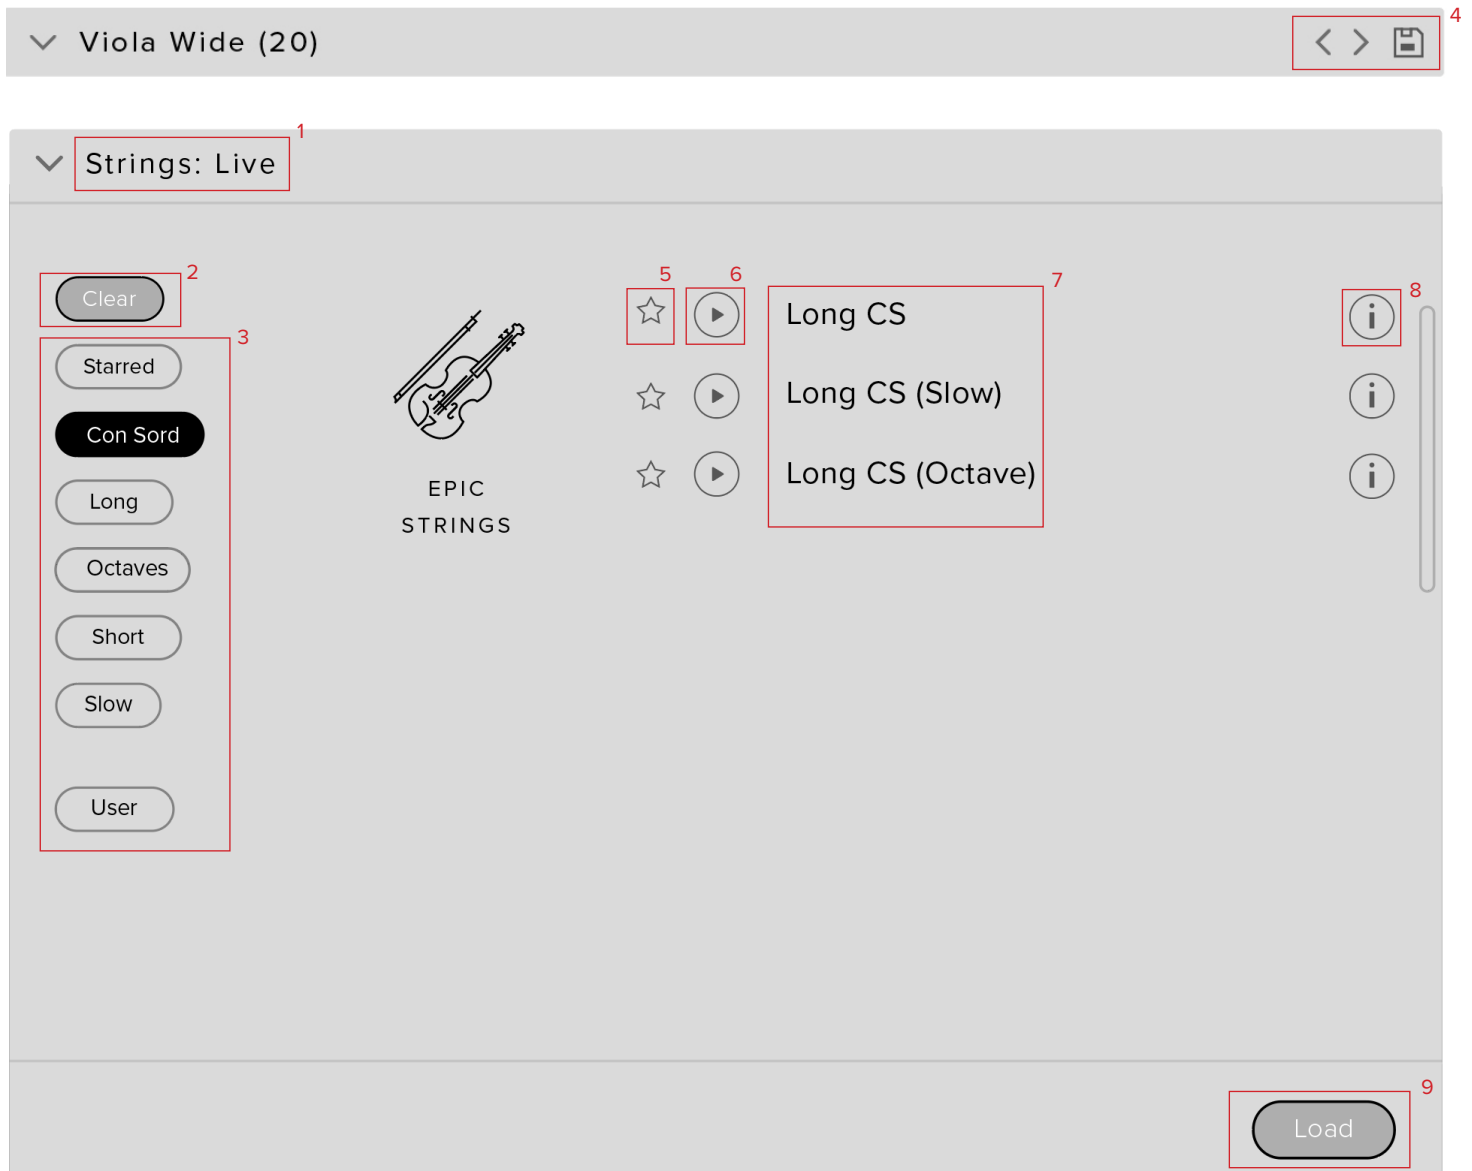 4
Viola Wide (20)
1
Strings: Live
2
Clear
3
Starred
Con Sord
Long
Octaves
Short
Slow
User
EPIC
STRINGS
5
6
7
Long CS
Long CS (Slow)
Long CS (Octave)
8
i
i
i
9
Load